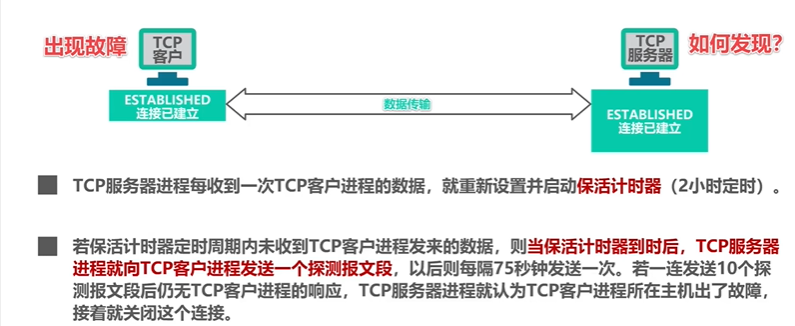 出现故障
TCP
客户
TCP
服务器
如何发现?
ESTABLISHED
连接已建立
数据传输
ESTABLISHED
连接已建立
TCP服务器进程每收到一次TCP客户进程的数据，就重新设置并启动保活计时器（2小时定时）。
若保活计时器定时周期内未收到TCP客户进程发来的数据，则当保活计时器到时后，TCP服务器
进程就向TCP客户进程发送一个探测报文段，以后则每隔75秒钟发送一次。若一连发送10个探
测报文段后仍无TCP客户进程的响应，TCP服务器进程就认为TCP客户进程所在主机出了故障，
接着就关闭这个连接。